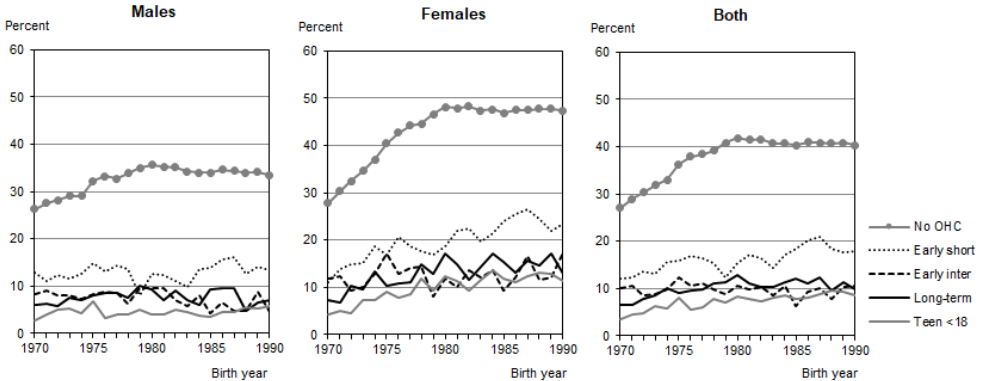 Males
Percent
60
50
40
30
20
10
0
1970 1975 1980 1985 1990
Birth year
Females
Percent
60
50
40
30
20
10
0
1970 1975 1980 1985 1990
Birth year
Both
Percent
60
50
40
30
20
10
0
1970 1975 1980 1985 1990
Birth year
No OHC
Early short
Early inter
Long-term
Teen <18